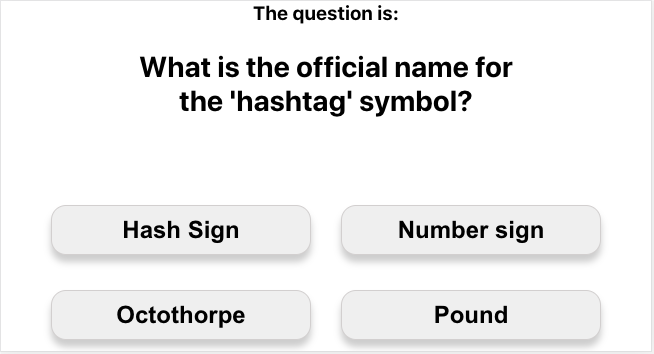 The question is:
What is the official name for
the 'hashtag' symbol?
Hash Sign
Number sign
Octothorpe
Pound